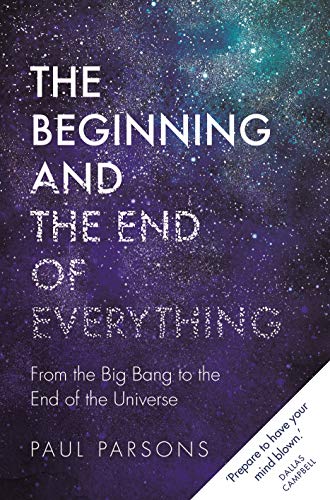 THE
BEGINNING
AND
THE END
OF
EVERYTHING
From the Big Bang to the
End of the Universe
PAUL PARSONS
'Prepare to have your
mind blown.'
DALLAS
CAMPBELL